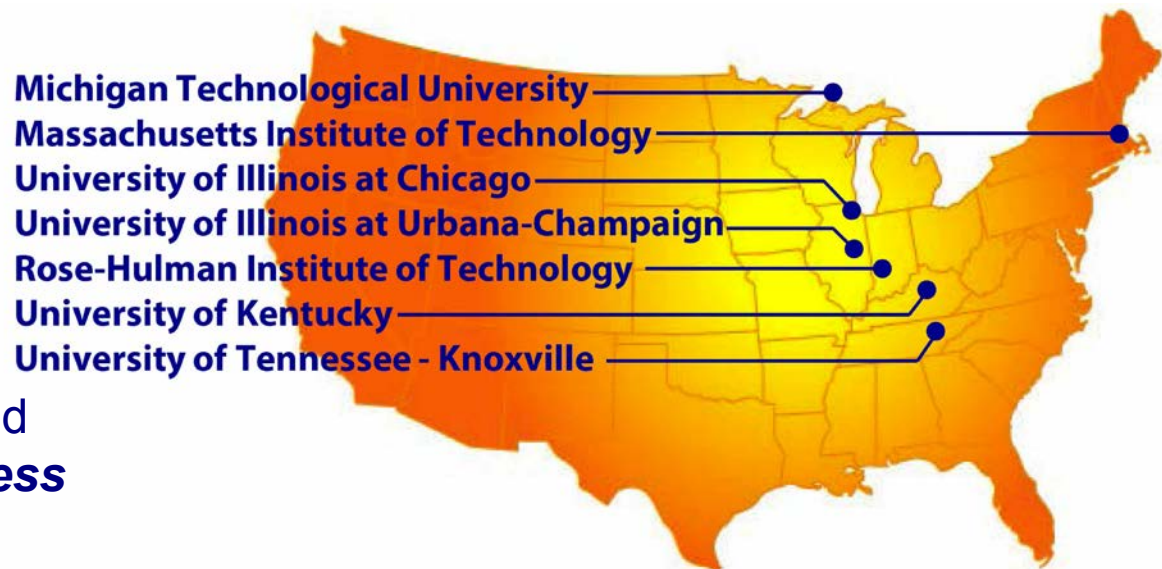 Michigan Technological University
Massachusetts Institute of Technology
University of Illinois at Chicago
University of Illinois at Urbana-Champaign
Rose-Hulman Institute of Technology
University of Kentucky
University of Tennessee - Knoxville
d
ess